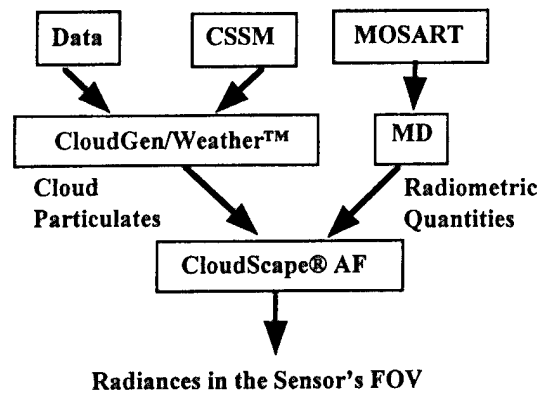 Data
CSSM
MOSART
CloudGen/Weather™
MD
Cloud
Particulates
Radiometric
Quantities
CloudScape® AF
Radiances in the Sensor's FOV